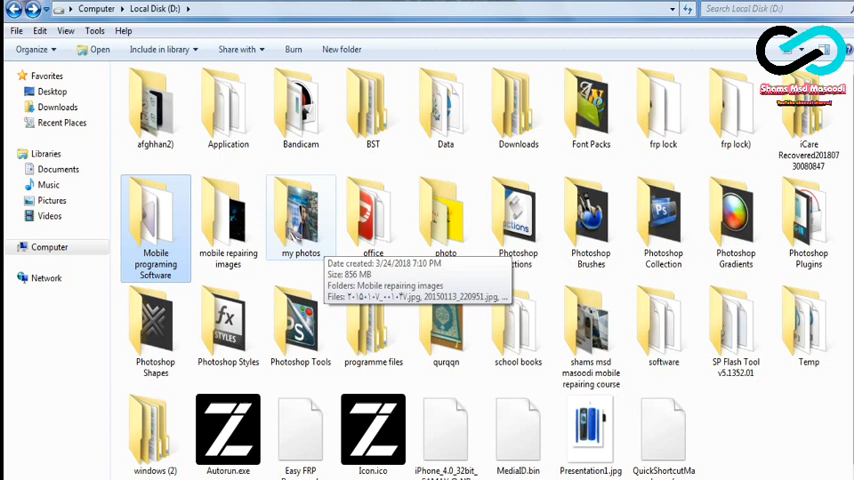 Computer ▸ Local Disk (D:) ▸
Search Local Disk (D:)
File Edit View Tools Help
Organize ▾ Open Include in library ▾ Share with ▾ Burn New folder
Shams Msd Masoodi
Favorites
Desktop
Downloads
Recent Places
Libraries
Documents
Music
Pictures
Videos
Computer
Network
afghhan2) Application Bandicam BST Data Downloads Font Packs frp lock frp lock) iCare
Recovered201807
30080847
Mobile
programing
Software
mobile repairing
images
my photos
office
photo
Photoshop
Brushes
Photoshop
Collection
Photoshop
Gradients
Photoshop
Plugins
Date created: 3/24/2018 7:10 PM
Size: 856 MB
Folders: Mobile repairing images
Files: ٢٠١٥٠١٠٧_٠٠١٠٣٧.jpg, 20150113_220951.jpg, ...
Photoshop
Shapes
Photoshop Styles
Photoshop Tools
programme files
qurqqn
school books
shams msd
masoodi mobile
repairing course
software
SP Flash Tool
v5.1352.01
Temp
windows (2)
Autorun.exe
Easy FRP
Icon.ico
iPhone_4.0_32bit_
MediaID.bin
Presentation1.jpg
QuickShortcutMa